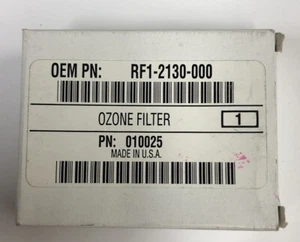 OEM PN: RF1-2130-000
OZONE FILTER 1
PN: 010025
MADE IN U.S.A.